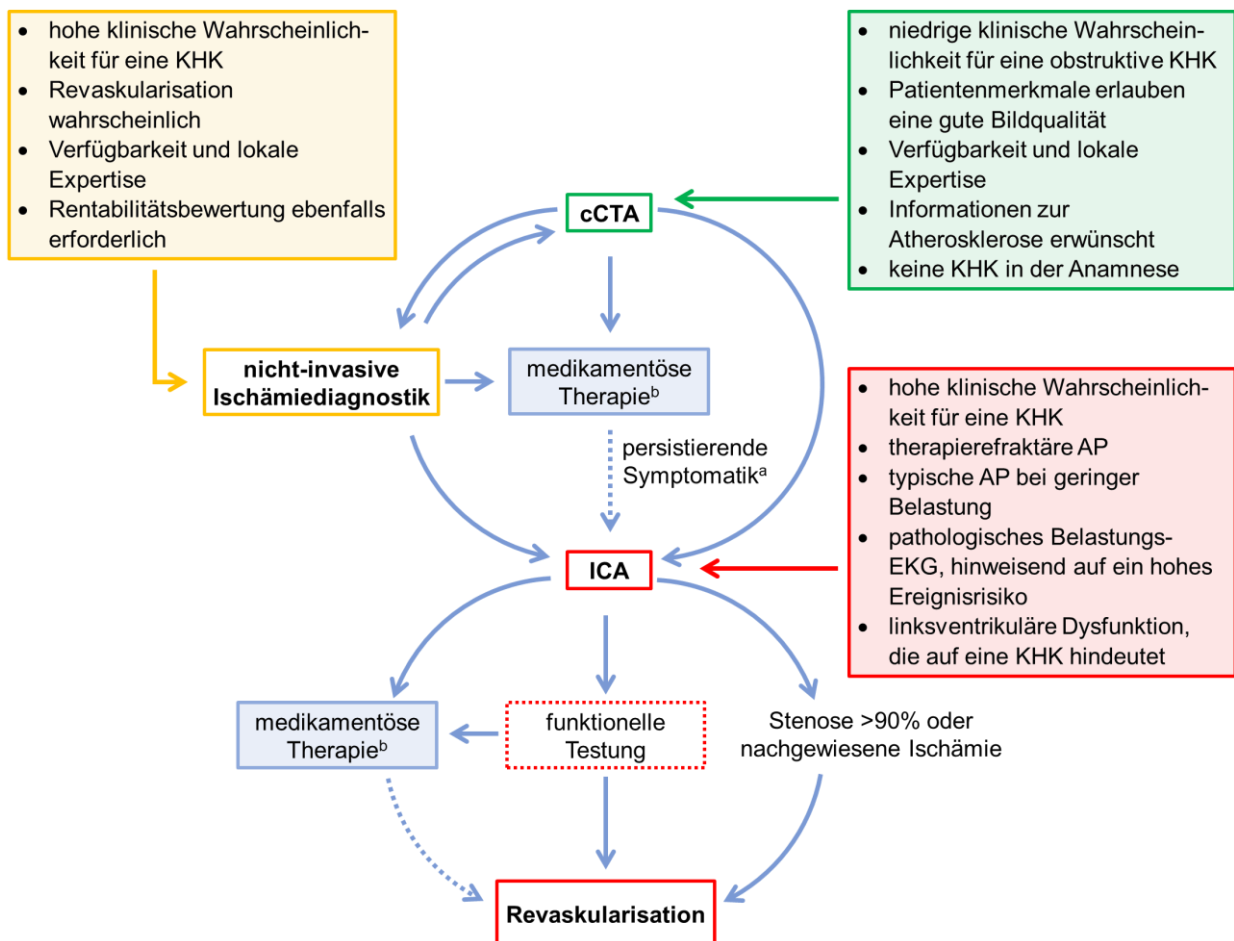 • hohe klinische Wahrscheinlich-
keit für eine KHK
• Revaskularisation
wahrscheinlich
• Verfügbarkeit und lokale
Expertise
• Rentabilitätsbewertung ebenfalls
erforderlich
• niedrige klinische Wahrschein-
lichkeit für eine obstruktive KHK
• Patientenmerkmale erlauben
eine gute Bildqualität
• Verfügbarkeit und lokale
Expertise
• Informationen zur
Atherosklerose erwünscht
• keine KHK in der Anamnese
cCTA
nicht-invasive
Ischämiediagnostik
medikamentöse
Therapieᵇ
persistierende
Symptomatikᵃ
• hohe klinische Wahrscheinlich-
keit für eine KHK
• therapierefraktäre AP
• typische AP bei geringer
Belastung
• pathologisches Belastungs-
EKG, hinweisend auf ein hohes
Ereignisrisiko
• linksventrikuläre Dysfunktion,
die auf eine KHK hindeutet
ICA
medikamentöse
Therapieᵇ
funktionelle
Testung
Stenose >90% oder
nachgewiesene Ischämie
Revaskularisation